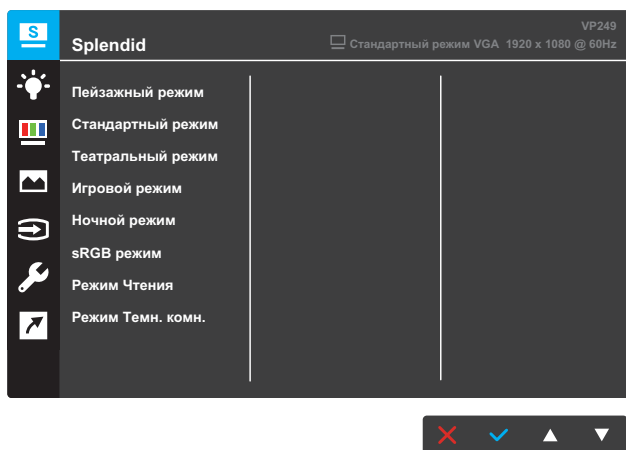 S
VP249
Splendid
Стандартный режим VGA 1920 x 1080 @ 60Hz
Пейзажный режим
Стандартный режим
Театральный режим
Игровой режим
Ночной режим
sRGB режим
Режим Чтения
Режим Темн. комн.